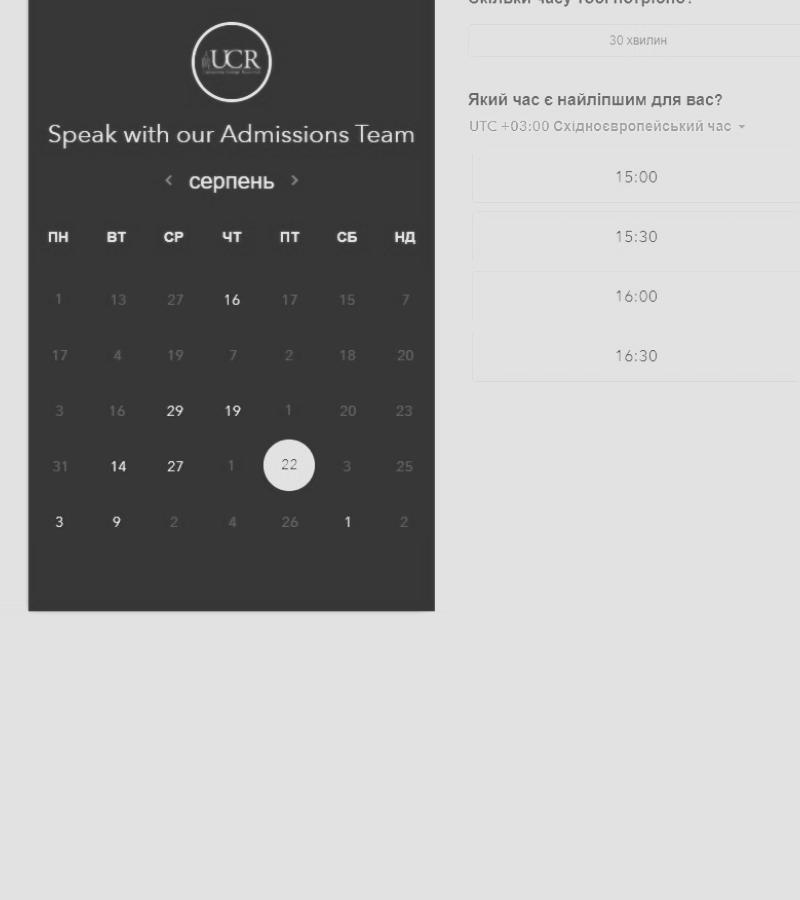 UCR
Speak with our Admissions Team
серпень
ПН ВТ СР ЧТ ПТ СБ НД
1 13 27 16 17 15 7
17 4 19 7 2 18 20
3 16 29 19 1 20 23
31 14 27 1 22 3 25
3 9 2 4 26 1 2
30 хвилин
Який час є найліпшим для вас?
UTC +03:00 Східноєвропейський час
15:00
15:30
16:00
16:30